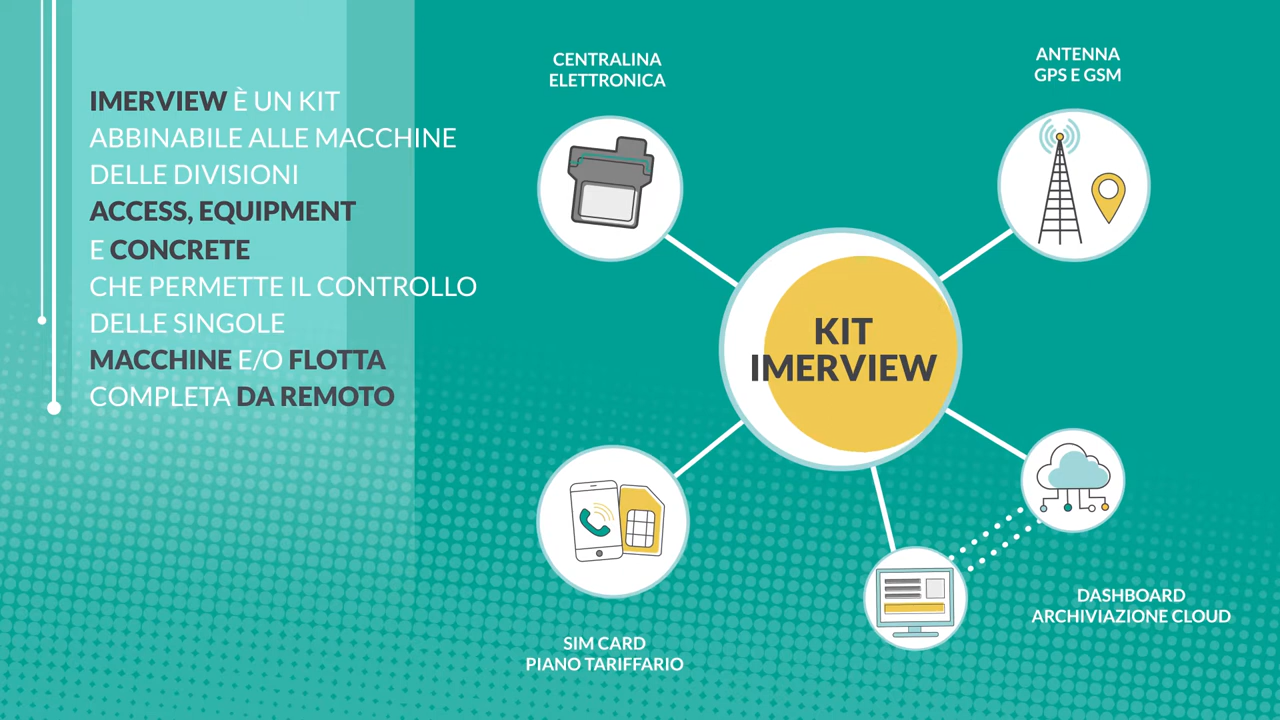 IMERVIEW È UN KIT
ABBINABILE ALLE MACCHINE
DELLE DIVISIONI
ACCESS, EQUIPMENT
E CONCRETE
CHE PERMETTE IL CONTROLLO
DELLE SINGOLE
MACCHINE E/O FLOTTA
COMPLETA DA REMOTO
CENTRALINA
ELETTRONICA
ANTENNA
GPS E GSM
KIT
IMERVIEW
SIM CARD
PIANO TARIFFARIO
DASHBOARD
ARCHIVIAZIONE CLOUD